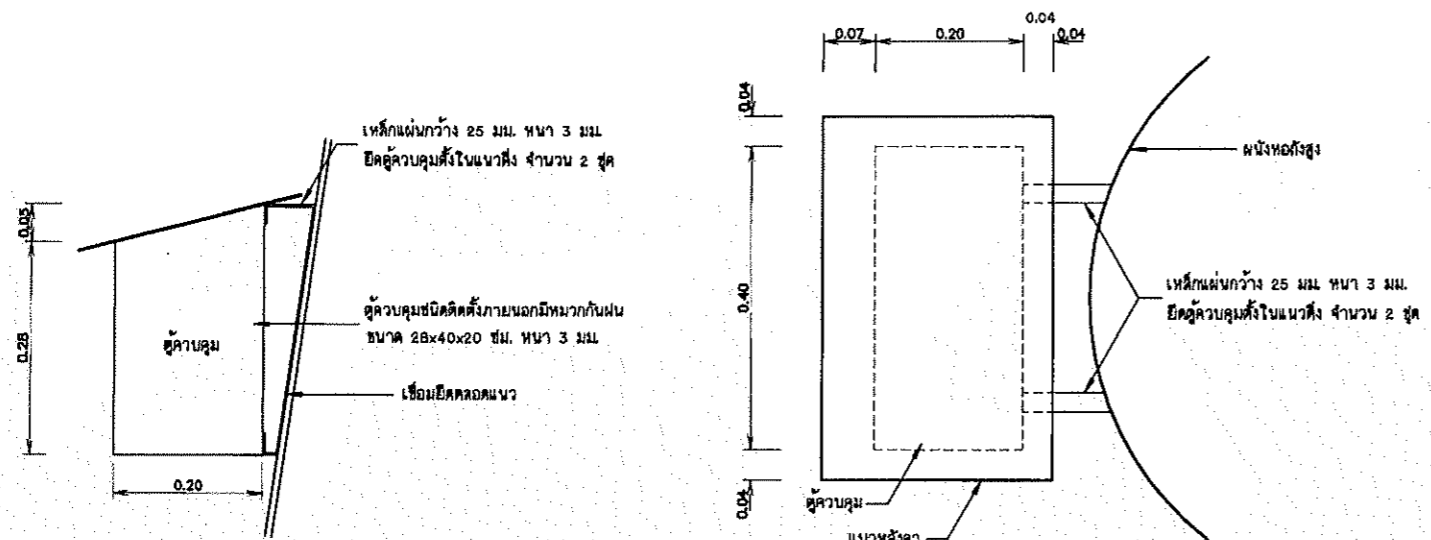 เหล็กแผ่นกว้าง 25 มม. หนา 3 มม.
ยึดตู้ควบคุมตั้งในแนวดิ่ง จำนวน 2 ชุด
0.05
0.28
ตู้ควบคุม
ตู้ควบคุมชนิดติดตั้งภายนอกมีหมวกกันฝน
ขนาด 28x40x20 ซม. หนา 3 มม.
เชื่อมยึดตลอดแนว
0.20
0.04
0.07
0.20
0.04
0.04
ผนังหอถังสูง
0.40
เหล็กแผ่นกว้าง 25 มม. หนา 3 มม.
ยึดตู้ควบคุมตั้งในแนวดิ่ง จำนวน 2 ชุด
0.04
ตู้ควบคุม
แนวหลังคา